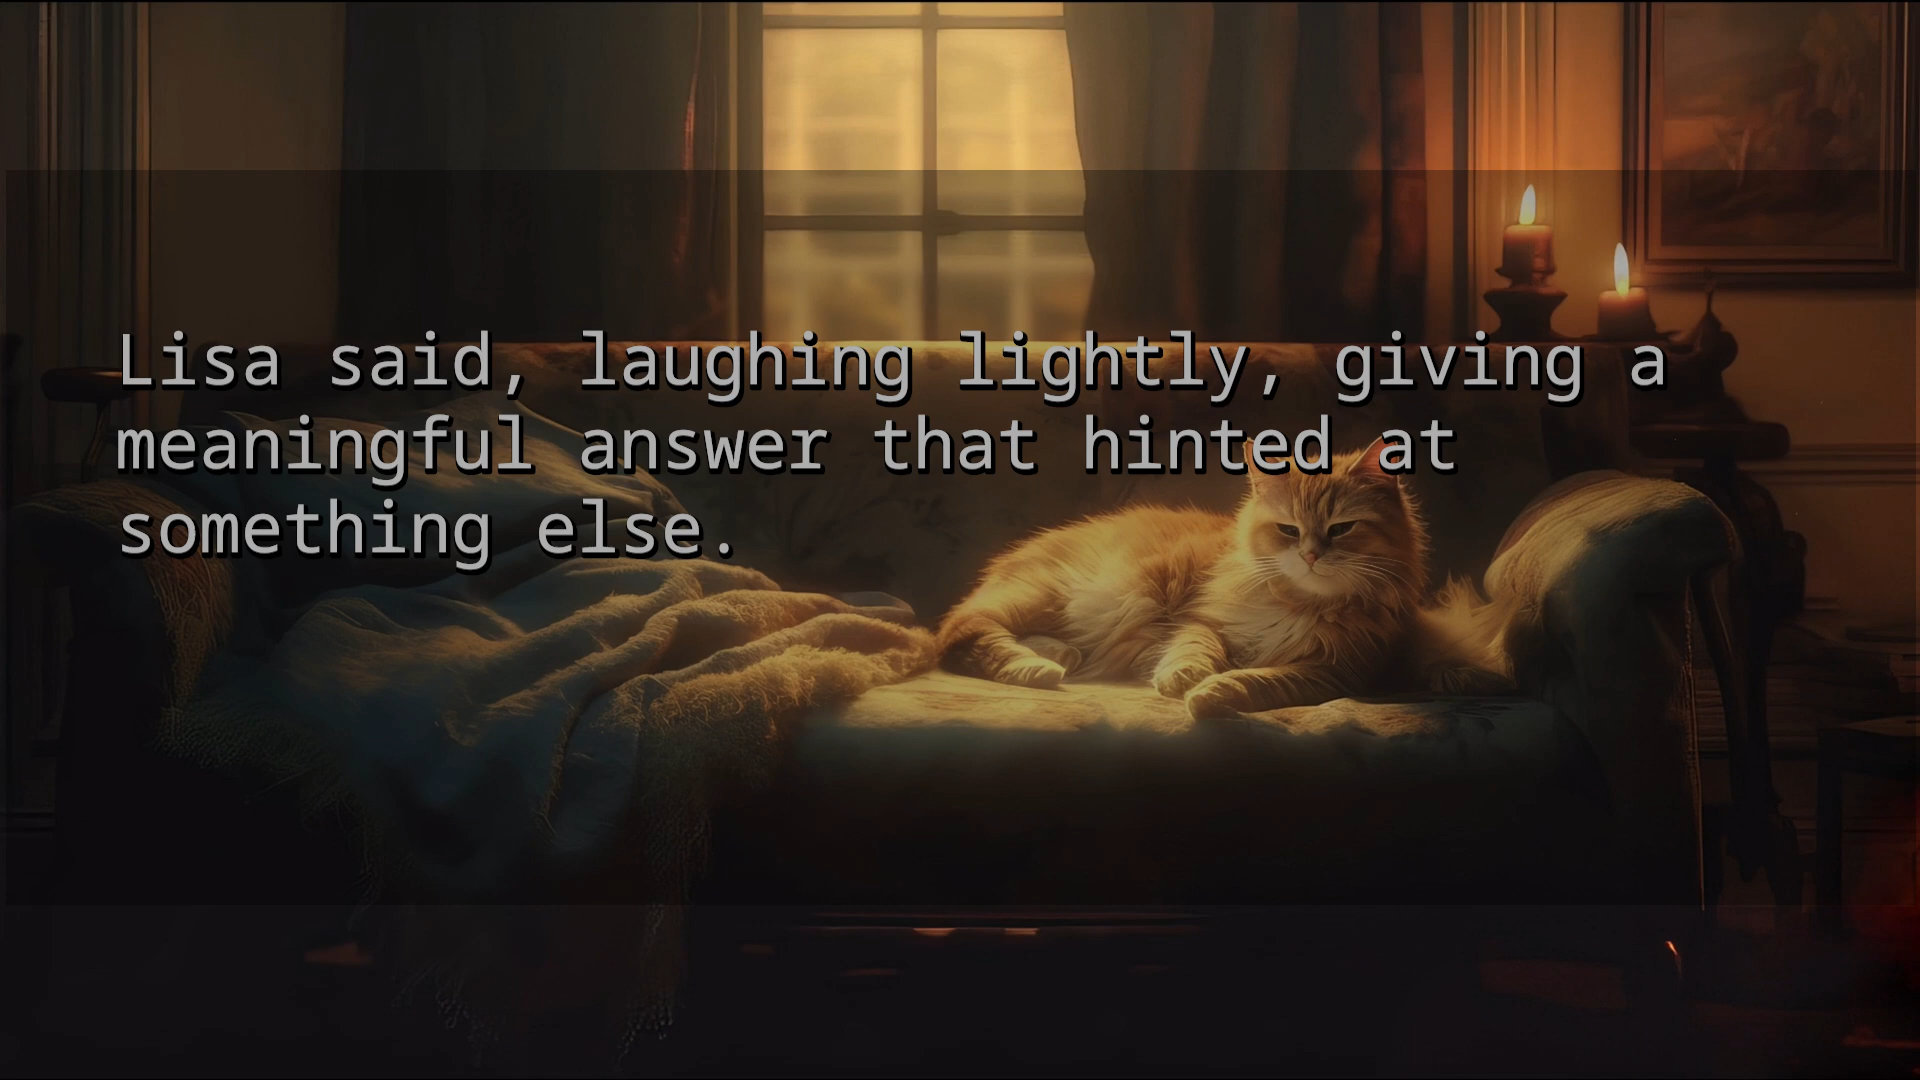 Lisa said, laughing lightly, giving a
meaningful answer that hinted at
something else.